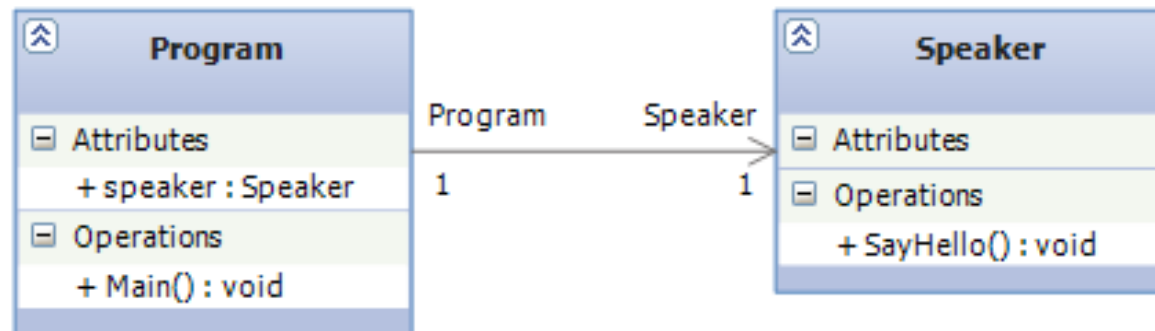 Program
Attributes
+ speaker : Speaker
Operations
+ Main() : void
Program
Speaker
1
1
Speaker
Attributes
Operations
+ SayHello() : void